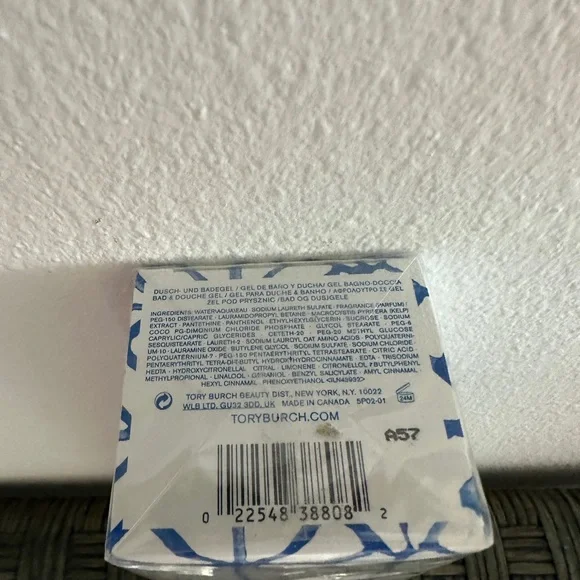 DUSCH- UND BADEGEL / GEL DE BAÑO Y DUCHA/ GEL BAGNO-DOCCIA
BAD & DOUCHE GEL / GEL PARA DUCHE & BANHO / ΑΦΡΟΛΟΥΤΡΟ ΣΕ GEL
ŻEL POD PRYSZNIC /BAD OG DUSJGELE
INGREDIENTS: WATER/AQUA/EAU · SODIUM LAURETH SULFATE · FRAGRANCE (PARFUM)
PEG-150 DISTEARATE · LAURAMIDOPROPYL BETAINE · MACROCYSTIS PYRIFERA (KELP)
EXTRACT · PANTETHINE · PANTHENOL · ETHYLHEXYLGLYCERIN · SUCROSE · SODIUM
COCO PG-DIMONIUM CHLORIDE PHOSPHATE · GLYCOL STEARATE · PEG-6
CAPRYLIC/CAPRIC GLYCERIDES · CETETH-20 · PEG-20 METHYL GLUCOSE
SESQUISTEARATE · LAURETH-2 · SODIUM LAUROYL OAT AMINO ACIDS · POLYQUATERNI-
UM-10 · LAURAMINE OXIDE · BUTYLENE GLYCOL · SODIUM SULFATE · SODIUM CHLORIDE
POLYQUATERNIUM-7 · PEG-150 PENTAERYTHRITYL TETRASTEARATE · CITRIC ACID
PENTAERYTHRITYL TETRA-DI-T-BUTYL HYDROXYHYDROCINNAMATE · EDTA · TRISODIUM
HEDTA · HYDROXYCITRONELLAL · CITRAL · LIMONENE · CITRONELLOL · BUTYLPHENYL
METHYLPROPIONAL · LINALOOL · GERANIOL · BENZYL SALICYLATE · AMYL CINNAMAL
HEXYL CINNAMAL · PHENOXYETHANOL
TORY BURCH BEAUTY DIST., NEW YORK, N.Y. 10022
WLB LTD, GU32 3DD, UK MADE IN CANADA 5P02-01
24M
TORYBURCH.COM
A57
0 22548 38808 2